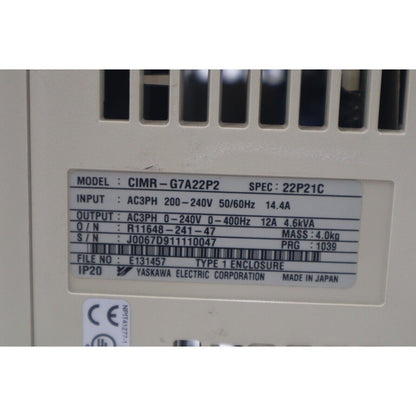 MODEL : CIMR-G7A22P2 SPEC: 22P21C
INPUT : AC3PH 200-240V 50/60Hz 14.4A
OUTPUT : AC3PH 0-240V 0-400Hz 12A 4.6kVA
O / N : R11648-241-47 MASS: 4.0kg
S / N : J0067D911110047 PRG : 1039
FILE NO : E131457 TYPE 1 ENCLOSURE
IP20 YASKAWA ELECTRIC CORPORATION MADE IN JAPAN
CE